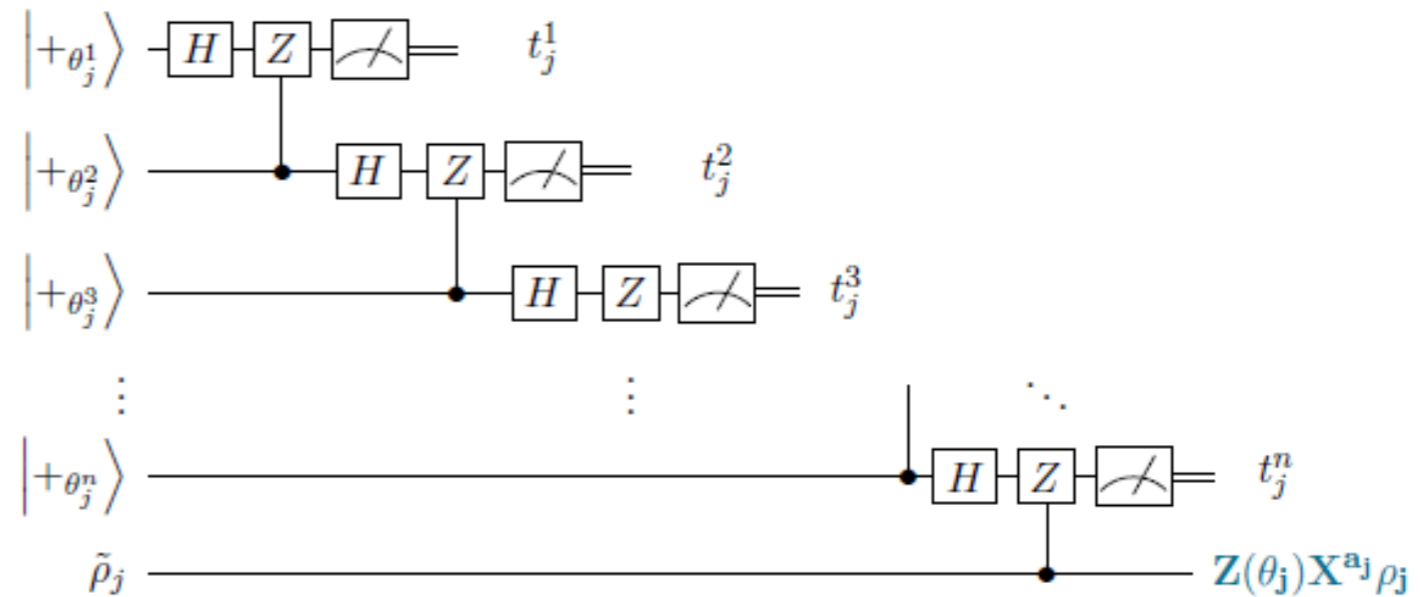 |+_{θ_j^1}⟩ H Z t_j^1
|+_{θ_j^2}⟩ H Z t_j^2
|+_{θ_j^3}⟩ H Z t_j^3
⋮ ⋮ ⋱
|+_{θ_j^n}⟩ H Z t_j^n
ρ̃_j Z(θ_j)X^{a_j}ρ_j